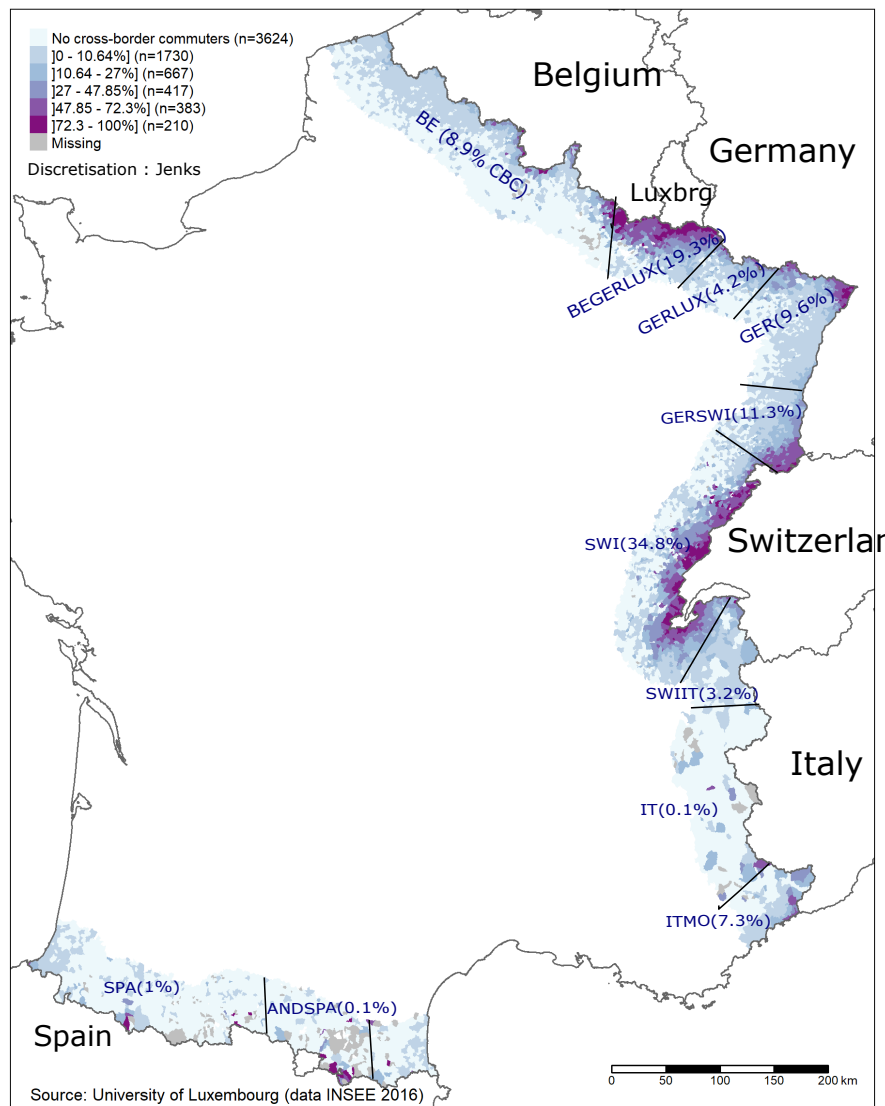 No cross-border commuters (n=3624)
]0 - 10.64%] (n=1730)
]10.64 - 27%] (n=667)
]27 - 47.85%] (n=417)
]47.85 - 72.3%] (n=383)
]72.3 - 100%] (n=210)
Missing
Discretisation : Jenks
Belgium
BE (8.9% CBC)
Germany
Luxbrg
BEGERLUX(19.3%)
GERLUX(4.2%)
GER(9.6%)
GERSWI(11.3%)
SWI(34.8%)
Switzerlan
SWIIT(3.2%)
Italy
IT(0.1%)
ITMO(7.3%)
SPA(1%)
ANDSPA(0.1%)
Spain
0 50 100 150 200 km
Source: University of Luxembourg (data INSEE 2016)